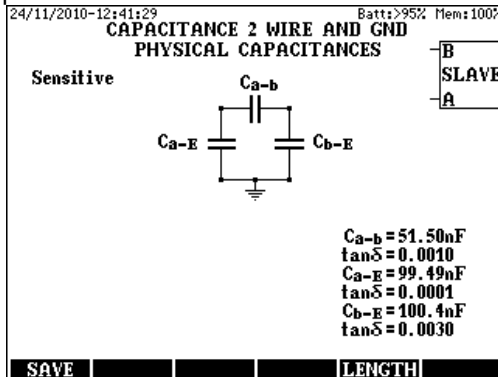 24/11/2010-12:41:29 Batt:>95% Mem:100%
CAPACITANCE 2 WIRE AND GND
PHYSICAL CAPACITANCES
B
Sensitive
SLAVE
Ca-b
A
Ca-E
Cb-E
Ca-b=51.50nF
tanδ=0.0010
Ca-E=99.49nF
tanδ=0.0001
Cb-E=100.4nF
tanδ=0.0030
SAVE LENGTH